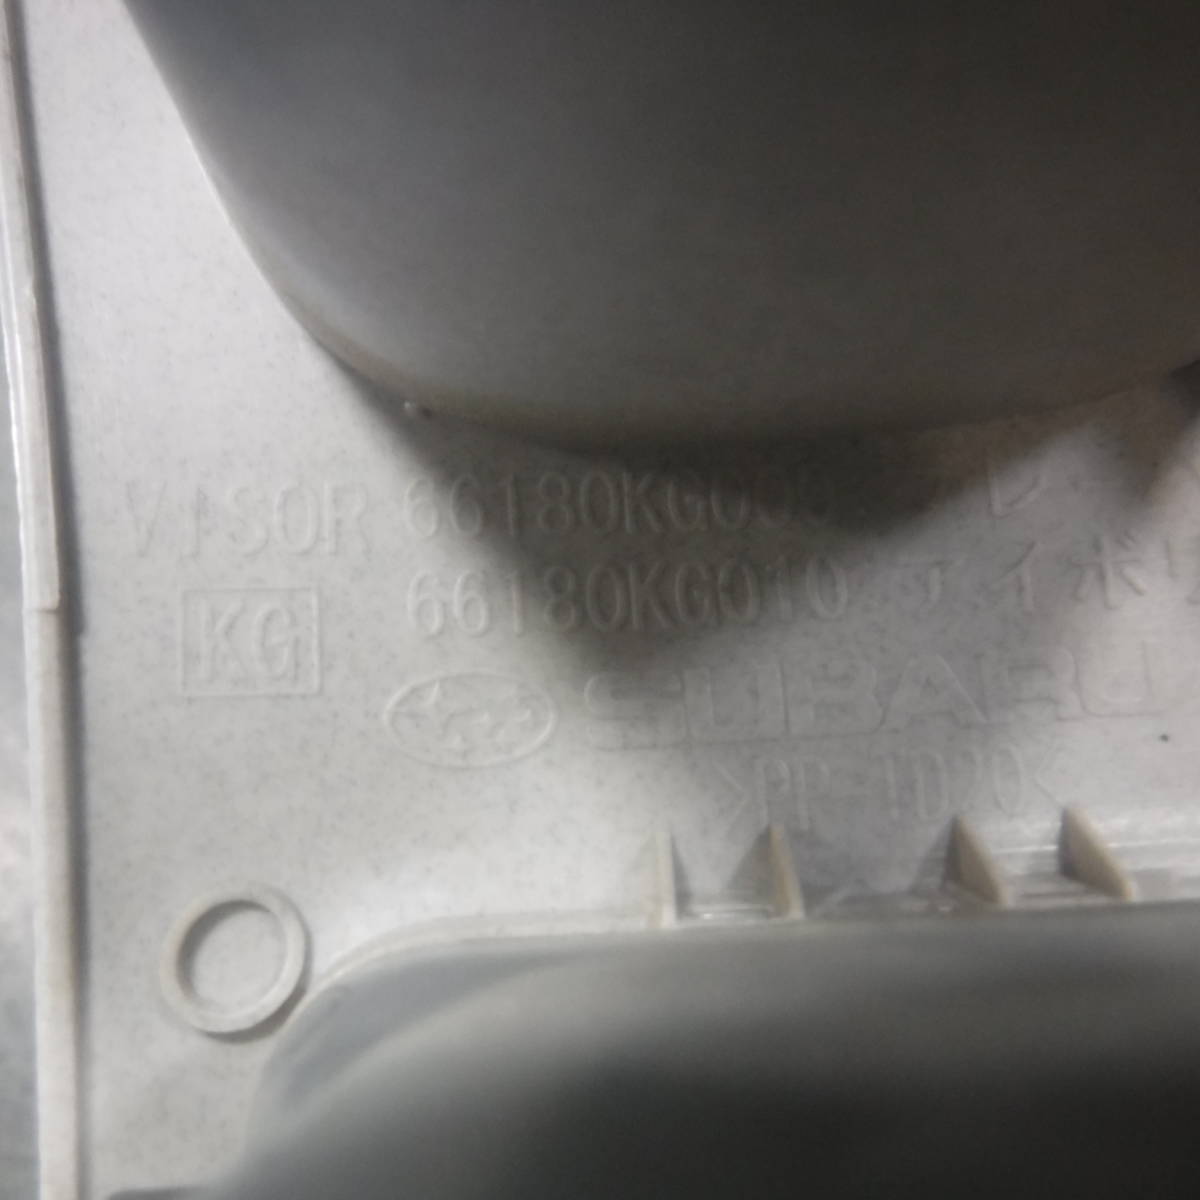 VISOR 66180KG000
66180KG010 アイボリ
KG
SUBARU
>PP-TD20<